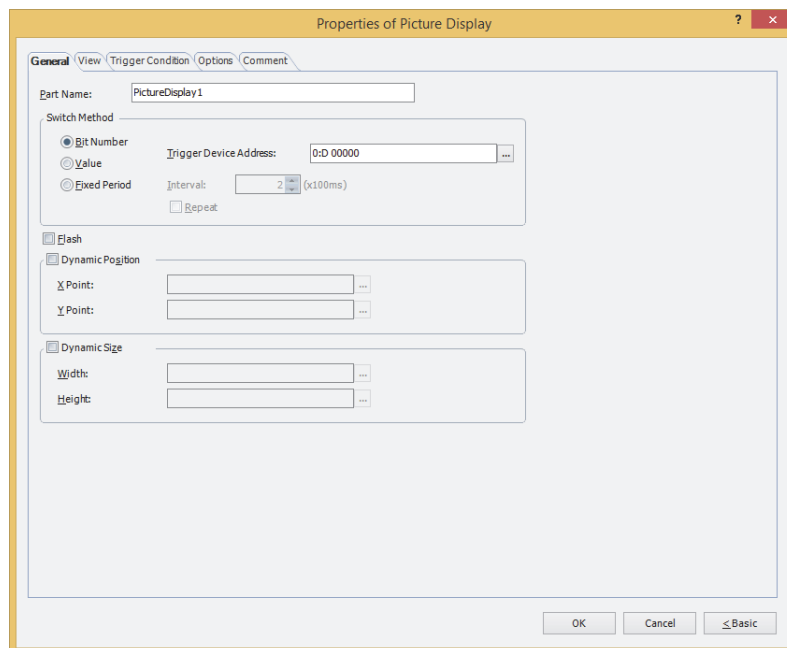 Properties of Picture Display
? ×
General View Trigger Condition Options Comment
Part Name: PictureDisplay1
Switch Method
Bit Number
Trigger Device Address: 0:D 00000 ...
Value
Fixed Period Interval: 2 (x100ms)
Repeat
Flash
Dynamic Position
X Point: ...
Y Point: ...
Dynamic Size
Width: ...
Height: ...
OK Cancel < Basic